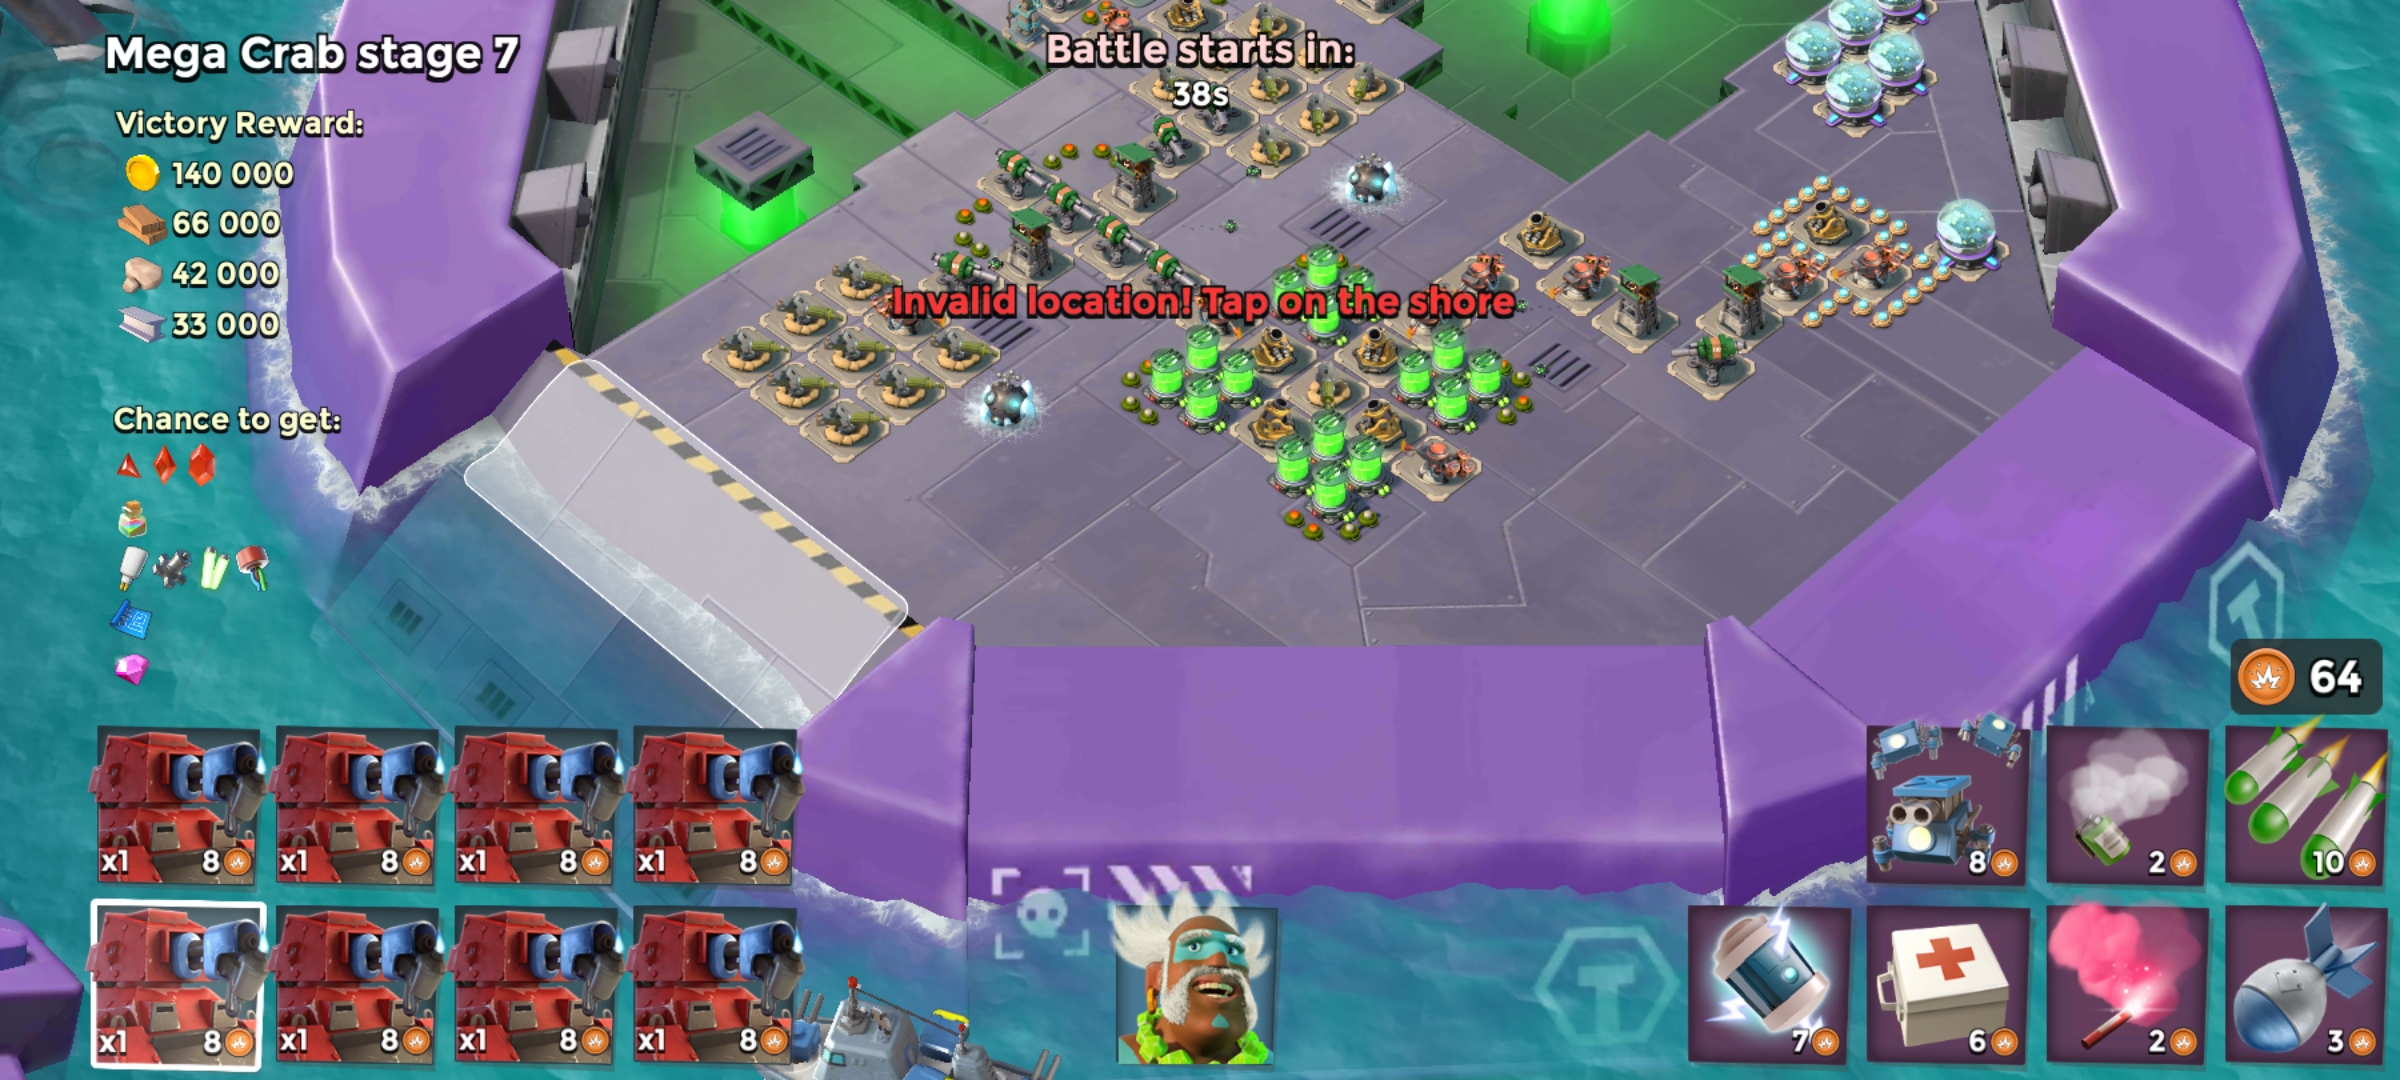 Mega Crab stage 7
Battle starts in:
38s
Victory Reward:
140 000
66 000
42 000
33 000
Invalid location! Tap on the shore
Chance to get:
64
x1 8
x1 8
x1 8
x1 8
8
2
10
x1 8
x1 8
x1 8
x1 8
7
6
2
3